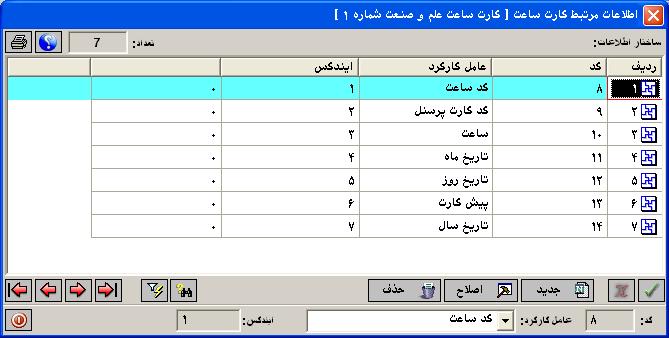 اطلاعات مرتبط کارت ساعت [ کارت ساعت علم و صنعت شماره ۱ ]
ساختار اطلاعات: تعداد: 7
ردیف کد عامل کارکرد ایندکس
۱ ۸ کد ساعت ۱ ۰
۲ ۹ کد کارت پرسنل ۲ ۰
۳ ۱۰ ساعت ۳ ۰
۴ ۱۱ تاریخ ماه ۴ ۰
۵ ۱۲ تاریخ روز ۵ ۰
۶ ۱۳ پیش کارت ۶ ۰
۷ ۱۴ تاریخ سال ۷ ۰
جدید اصلاح حذف
کد: ۸ عامل کارکرد: کد ساعت ایندکس: ۱